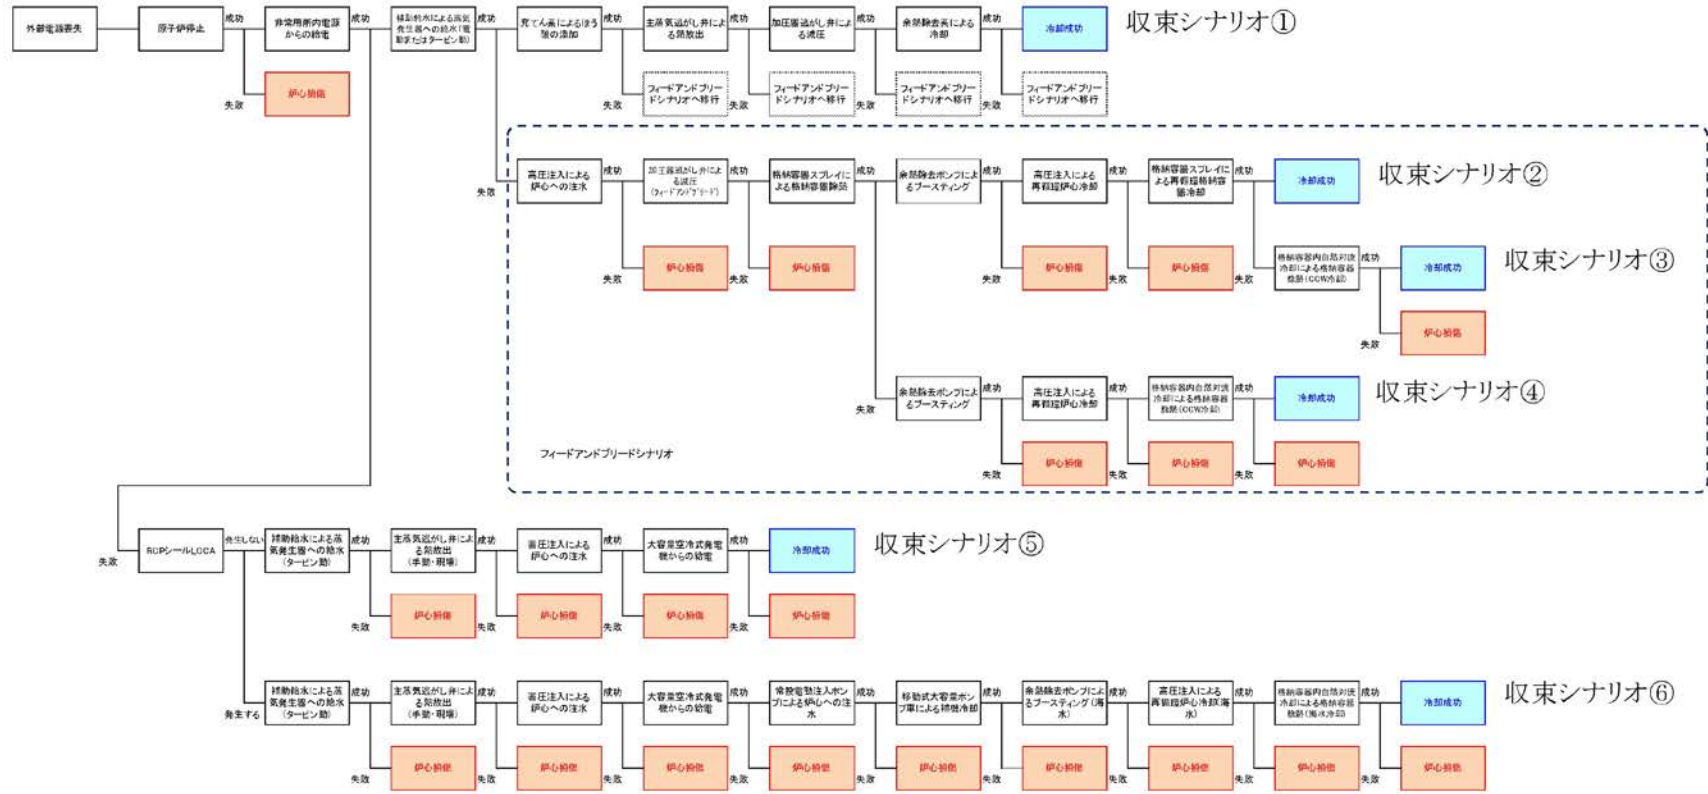 外部電源喪失
原子炉停止
成功
非常用所内電源
からの給電
成功
補助給水による蒸気
発生器への給水(電
動またはタービン動)
成功
充てん系によるほう
酸の添加
成功
主蒸気逃がし弁によ
る熱放出
成功
加圧器逃がし弁によ
る減圧
成功
余熱除去系による
冷却
成功
冷却成功
収束シナリオ①
失敗
炉心損傷
失敗
フィードアンドブリー
ドシナリオへ移行
失敗
フィードアンドブリー
ドシナリオへ移行
失敗
フィードアンドブリー
ドシナリオへ移行
失敗
フィードアンドブリー
ドシナリオへ移行
失敗
高圧注入による
炉心への注水
成功
加圧器逃がし弁によ
る減圧
(フィードアンドブリード)
成功
格納容器スプレイに
よる格納容器除熱
成功
余熱除去ポンプによ
るブースティング
成功
高圧注入による
再循環炉心冷却
成功
格納容器スプレイに
よる再循環格納容
器冷却
成功
冷却成功
収束シナリオ②
失敗
炉心損傷
失敗
炉心損傷
失敗
炉心損傷
失敗
炉心損傷
失敗
格納容器内自然対流
冷却による格納容器
除熱(CCW冷却)
成功
冷却成功
収束シナリオ③
失敗
炉心損傷
失敗
余熱除去ポンプによ
るブースティング
成功
高圧注入による
再循環炉心冷却
成功
格納容器内自然対流
冷却による格納容器
除熱(CCW冷却)
成功
冷却成功
収束シナリオ④
フィードアンドブリードシナリオ
失敗
炉心損傷
失敗
炉心損傷
失敗
炉心損傷
失敗
RCPシールLOCA
発生しない
補助給水による蒸
気発生器への給水
(タービン動)
成功
主蒸気逃がし弁によ
る熱放出
(手動・現場)
成功
蓄圧注入による
炉心への注水
成功
大容量空冷式発電
機からの給電
成功
冷却成功
収束シナリオ⑤
失敗
炉心損傷
失敗
炉心損傷
失敗
炉心損傷
失敗
炉心損傷
発生する
補助給水による蒸
気発生器への給水
(タービン動)
成功
主蒸気逃がし弁によ
る熱放出
(手動・現場)
成功
蓄圧注入による
炉心への注水
成功
大容量空冷式発電
機からの給電
成功
常設電動注入ポン
プによる炉心への注
水
成功
移動式大容量ポン
プ車による補機冷却
成功
余熱除去ポンプによ
るブースティング(海
水)
成功
高圧注入による
再循環炉心冷却(海
水)
成功
格納容器内自然対流
冷却による格納容器
除熱(海水冷却)
成功
冷却成功
収束シナリオ⑥
失敗
炉心損傷
失敗
炉心損傷
失敗
炉心損傷
失敗
炉心損傷
失敗
炉心損傷
失敗
炉心損傷
失敗
炉心損傷
失敗
炉心損傷
失敗
炉心損傷